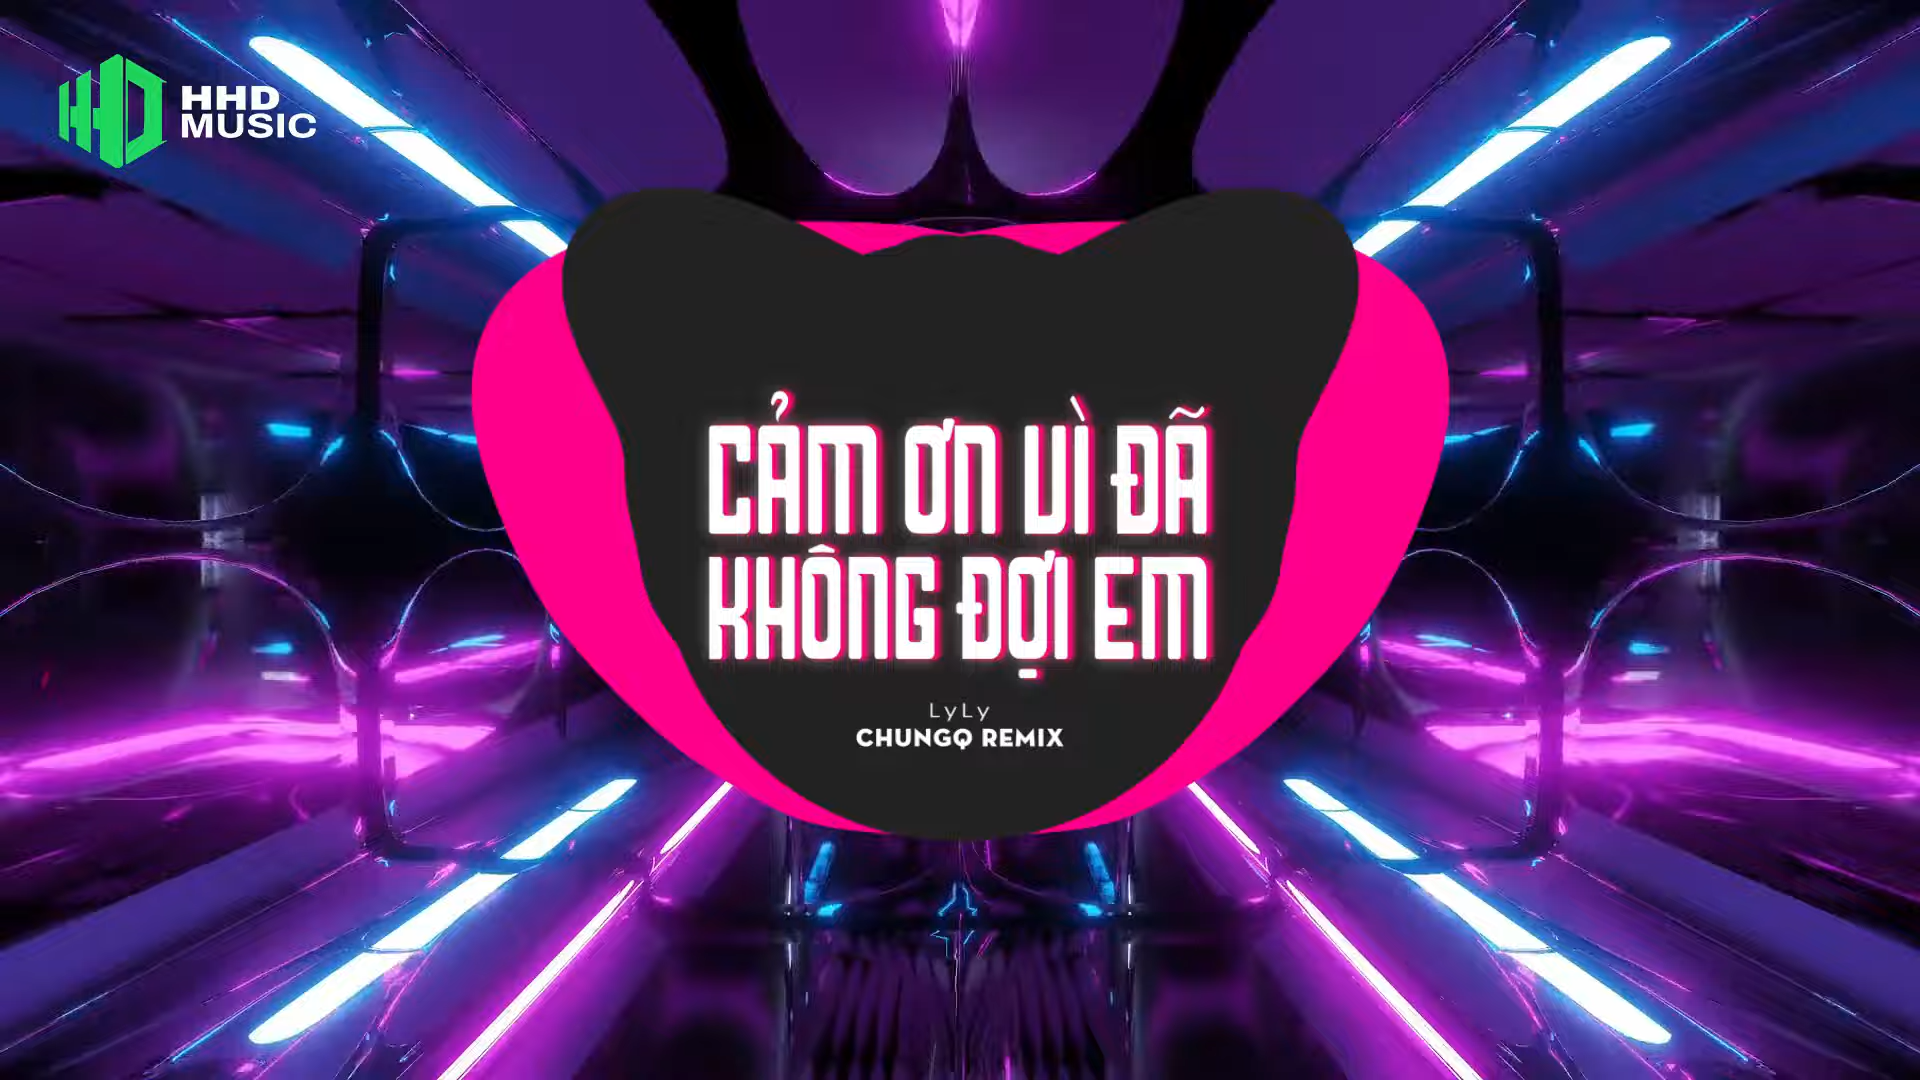 HHD
MUSIC
CẢM ƠN VÌ ĐÃ
KHÔNG ĐỢI EM
LyLy
CHUNGQ REMIX